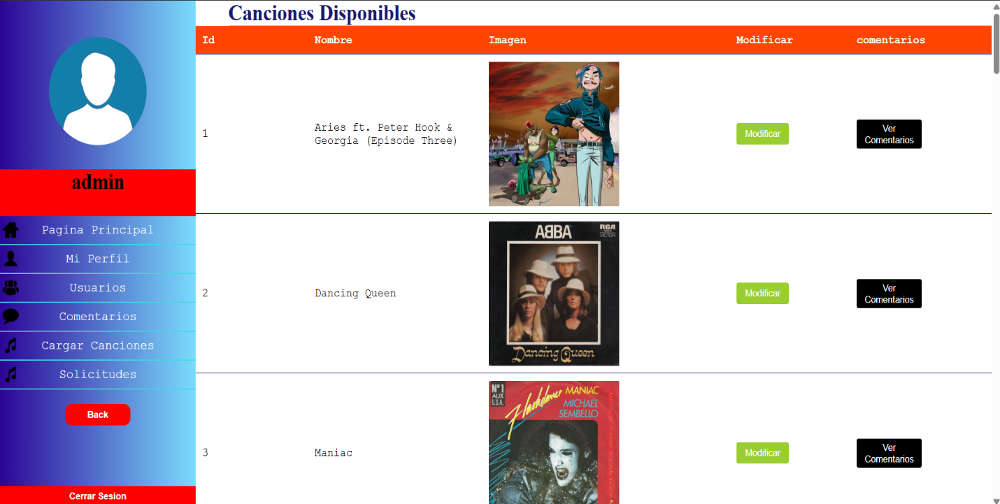 Canciones Disponibles
admin
Pagina Principal
Mi Perfil
Usuarios
Comentarios
Cargar Canciones
Solicitudes
Back
Cerrar Sesion
Id Nombre Imagen Modificar comentarios
1
Aries ft. Peter Hook &
Georgia (Episode Three)
Modificar
Ver
Comentarios
2
Dancing Queen
ABBA
RCA
VICTOR
Dancing Queen
Modificar
Ver
Comentarios
3
Maniac
Nº1
AUX
U.S.A.
Flashdance MANIAC
MICHAEL
SEMBELLO
Modificar
Ver
Comentarios